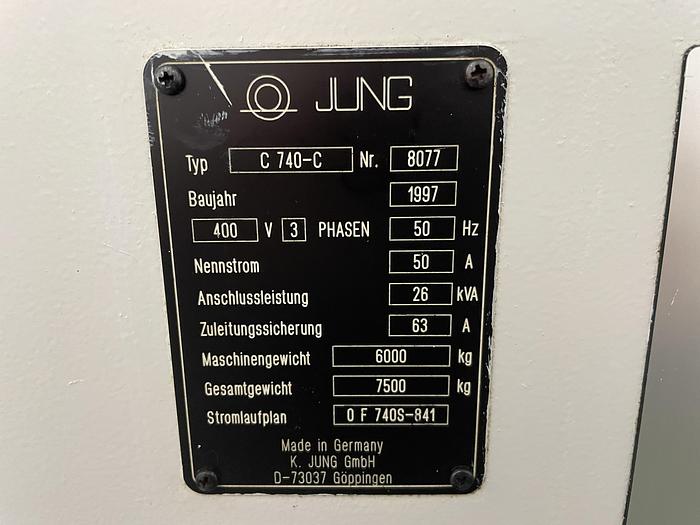 JUNG
Typ C 740-C Nr. 8077
Baujahr 1997
400 V 3 PHASEN 50 Hz
Nennstrom 50 A
Anschlussleistung 26 kVA
Zuleitungssicherung 63 A
Maschinengewicht 6000 kg
Gesamtgewicht 7500 kg
Stromlaufplan 0 F 740S-841
Made in Germany
K. JUNG GmbH
D-73037 Göppingen